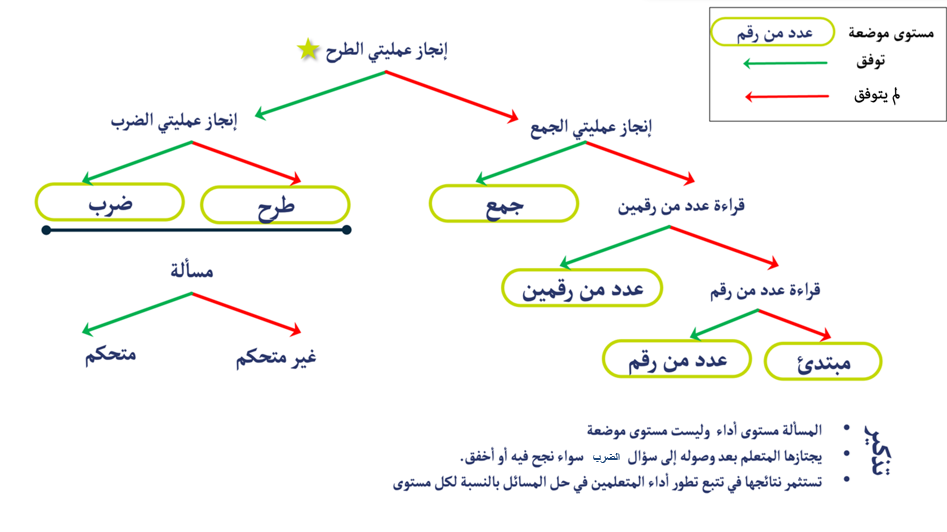 إنجاز عمليتي الطرح
مستوى موضعة
عدد من رقم
توفق
لم يتوفق
إنجاز عمليتي الضرب
إنجاز عمليتي الجمع
ضرب
طرح
جمع
قراءة عدد من رقمين
مسألة
عدد من رقمين
قراءة عدد من رقم
متحكم
غير متحكم
عدد من رقم
مبتدئ
تذكير
المسألة مستوى أداء وليست مستوى موضعة
يجتازها المتعلم بعد وصوله إلى سؤال الضرب سواء نجح فيه أو أخفق.
تستثمر نتائجها في تتبع تطور أداء المتعلمين في حل المسائل بالنسبة لكل مستوى